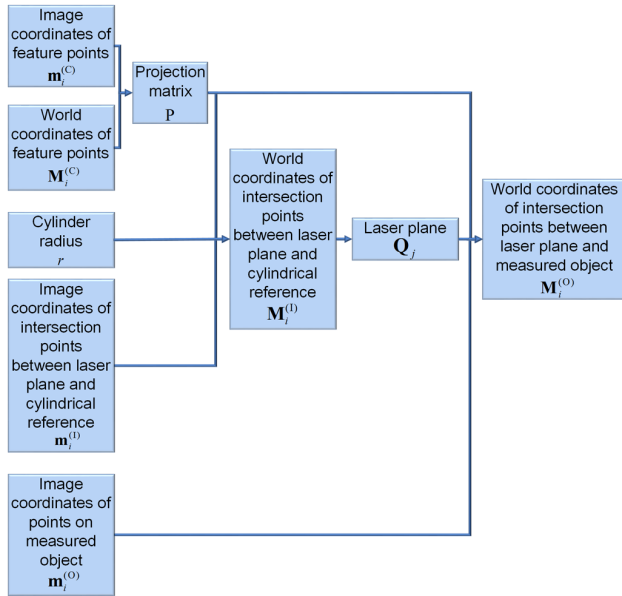 Image
coordinates of
feature points
m_i^(C)
World
coordinates of
feature points
M_i^(C)
Projection
matrix
P
Cylinder
radius
r
Image
coordinates
of intersection
points
between laser
plane and
cylindrical
reference
m_i^(I)
World
coordinates of
intersection
points
between laser
plane and
cylindrical
reference
M_i^(I)
Laser plane
Q_j
World coordinates
of intersection
points between
laser plane and
measured object
M_i^(O)
Image
coordinates of
points on
measured
object
m_i^(O)